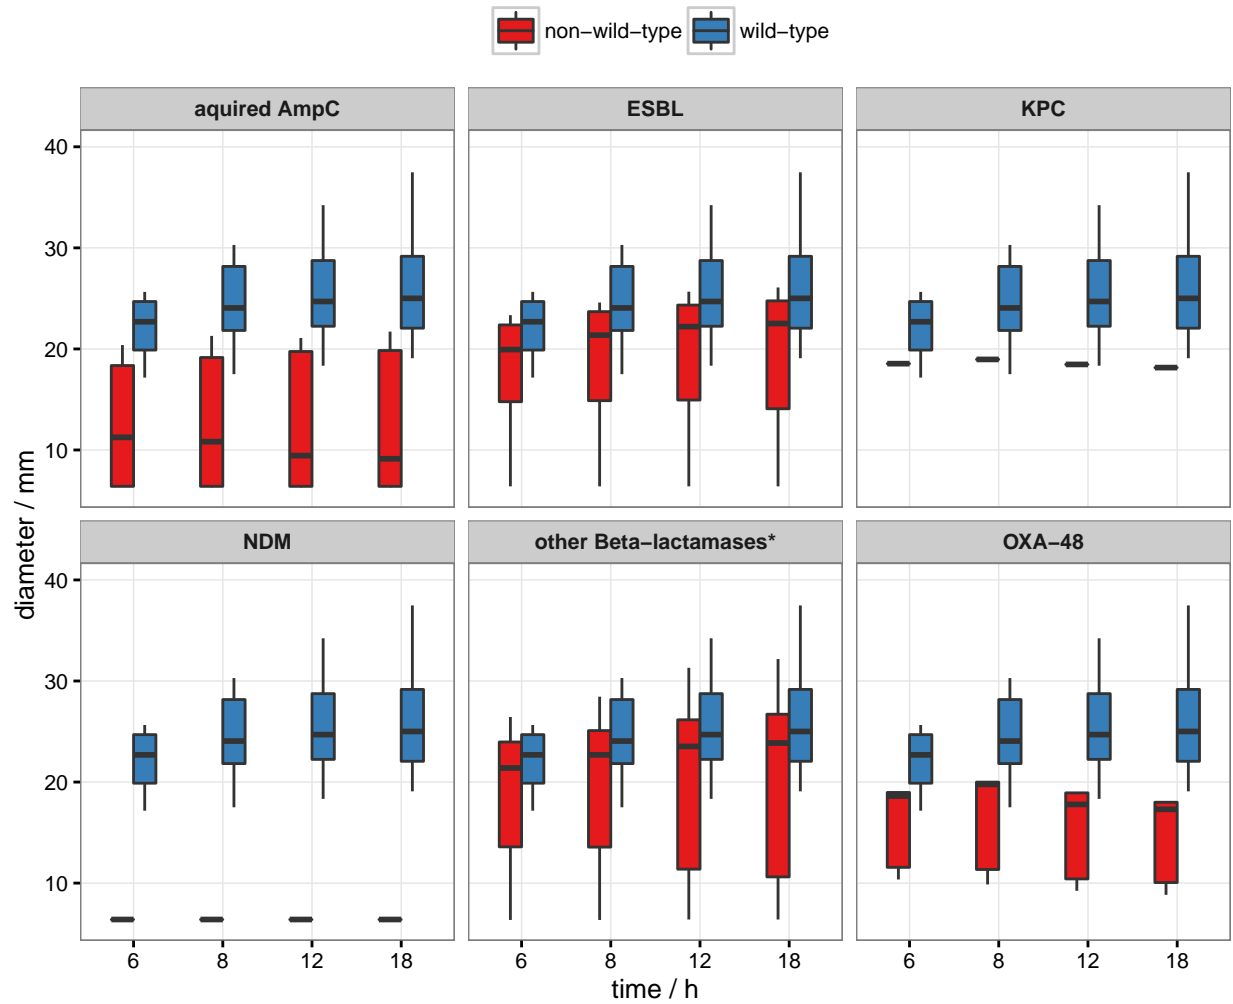 non−wild−type wild−type
aquired AmpC ESBL KPC
40
30
20
10
NDM other Beta−lactamases* OXA−48
40
30
20
10
diameter / mm
6 8 12 18 6 8 12 18 6 8 12 18
time / h